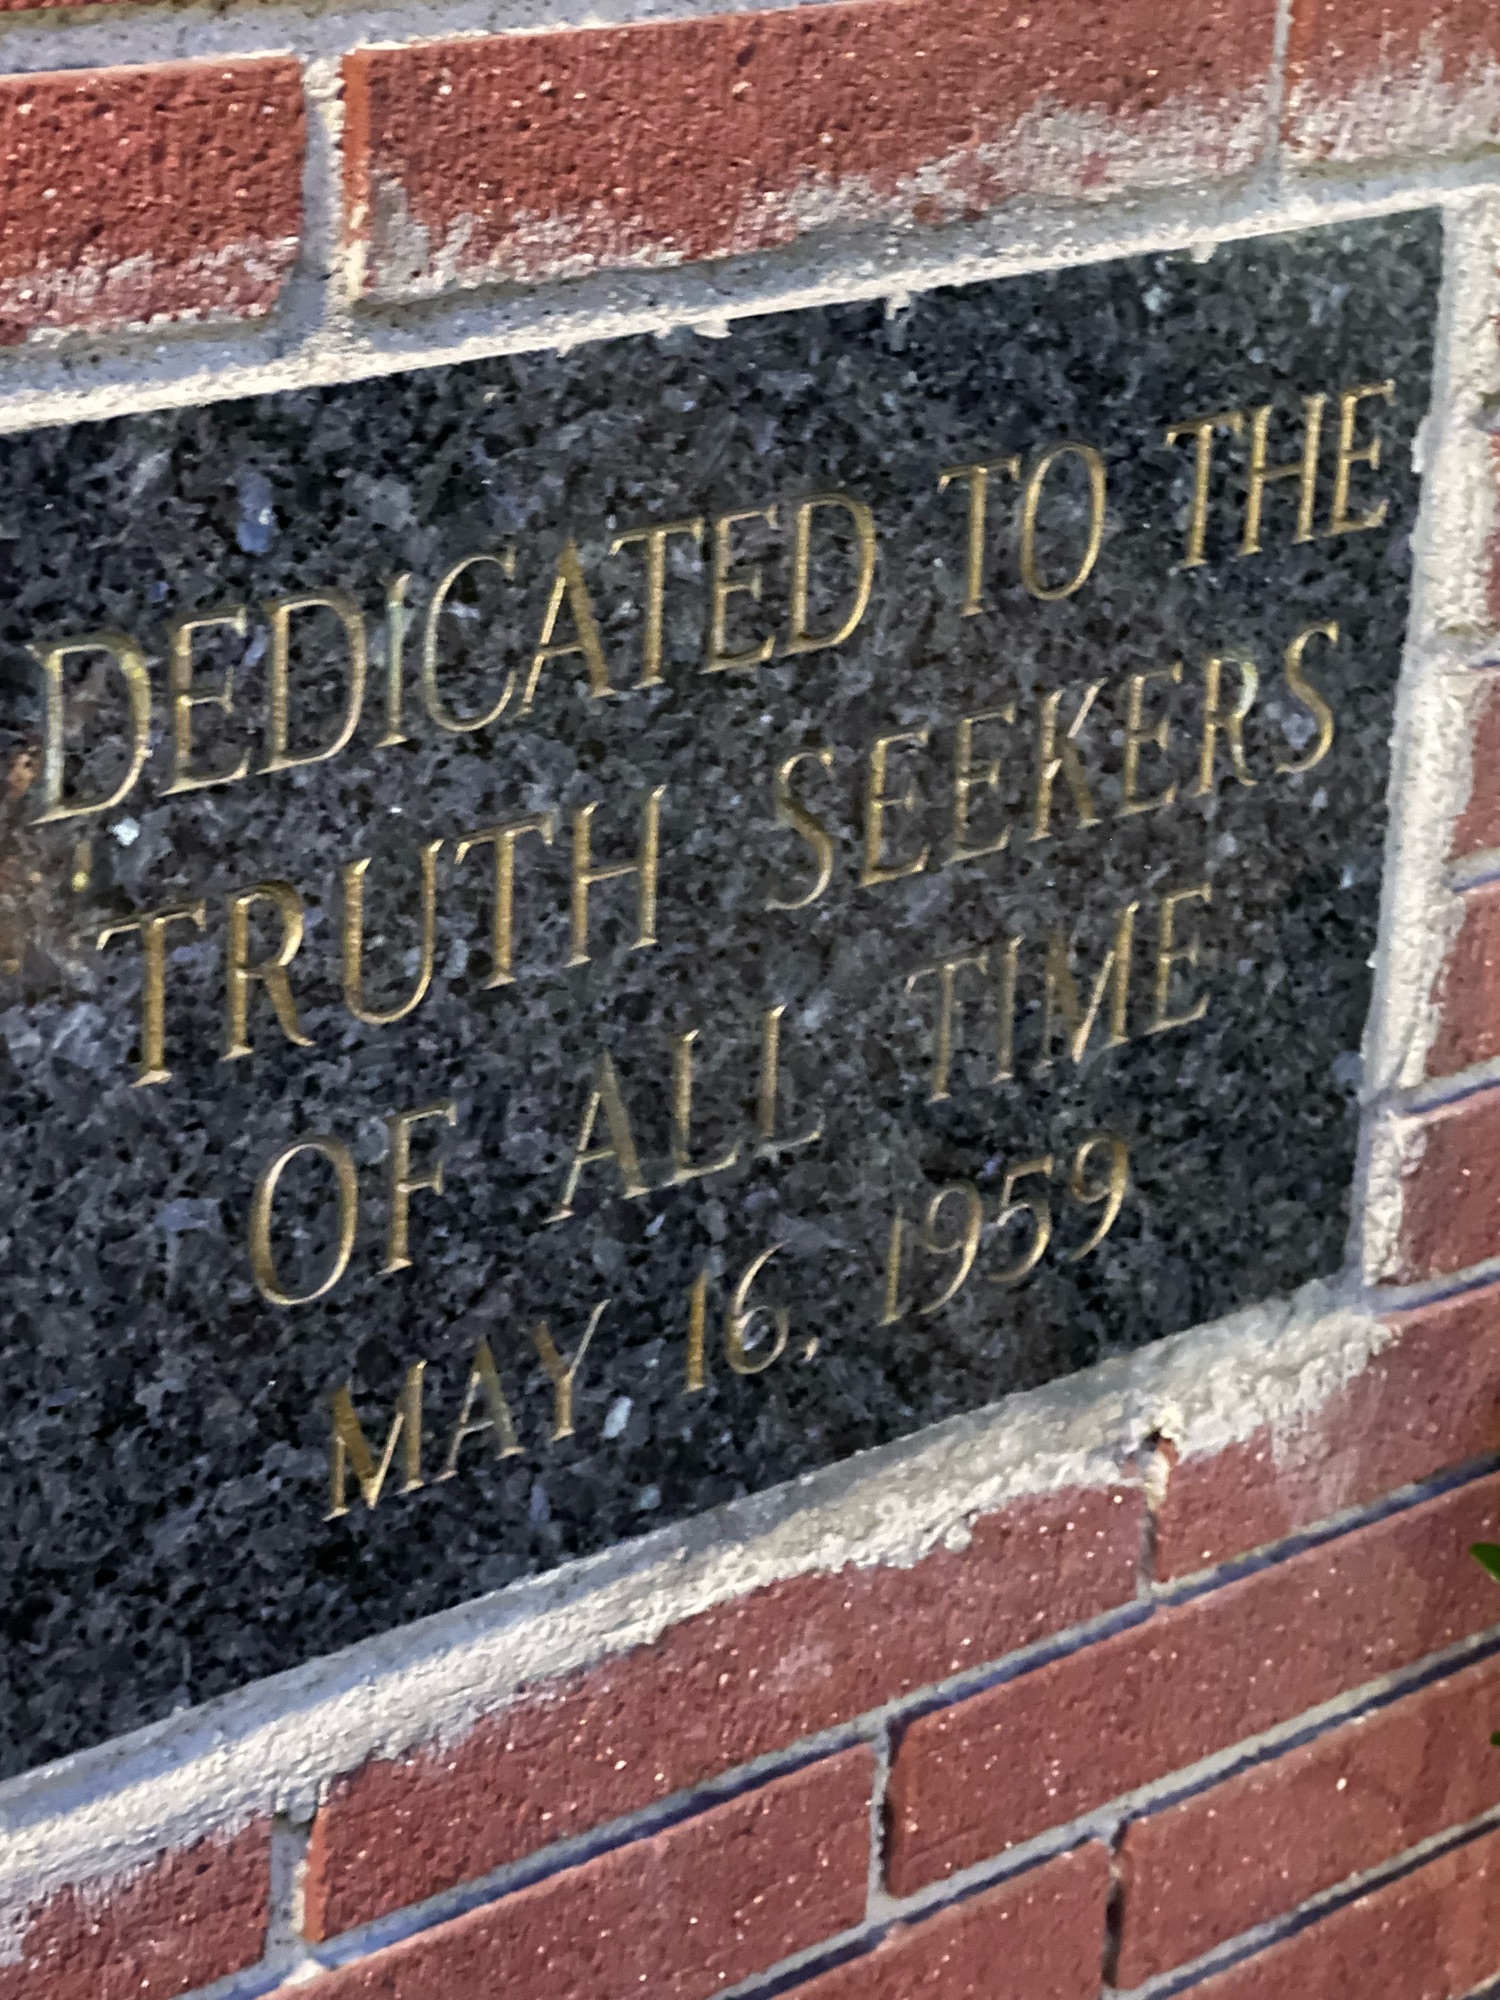 DEDICATED TO THE
TRUTH SEEKERS
OF ALL TIME
MAY 16, 1959